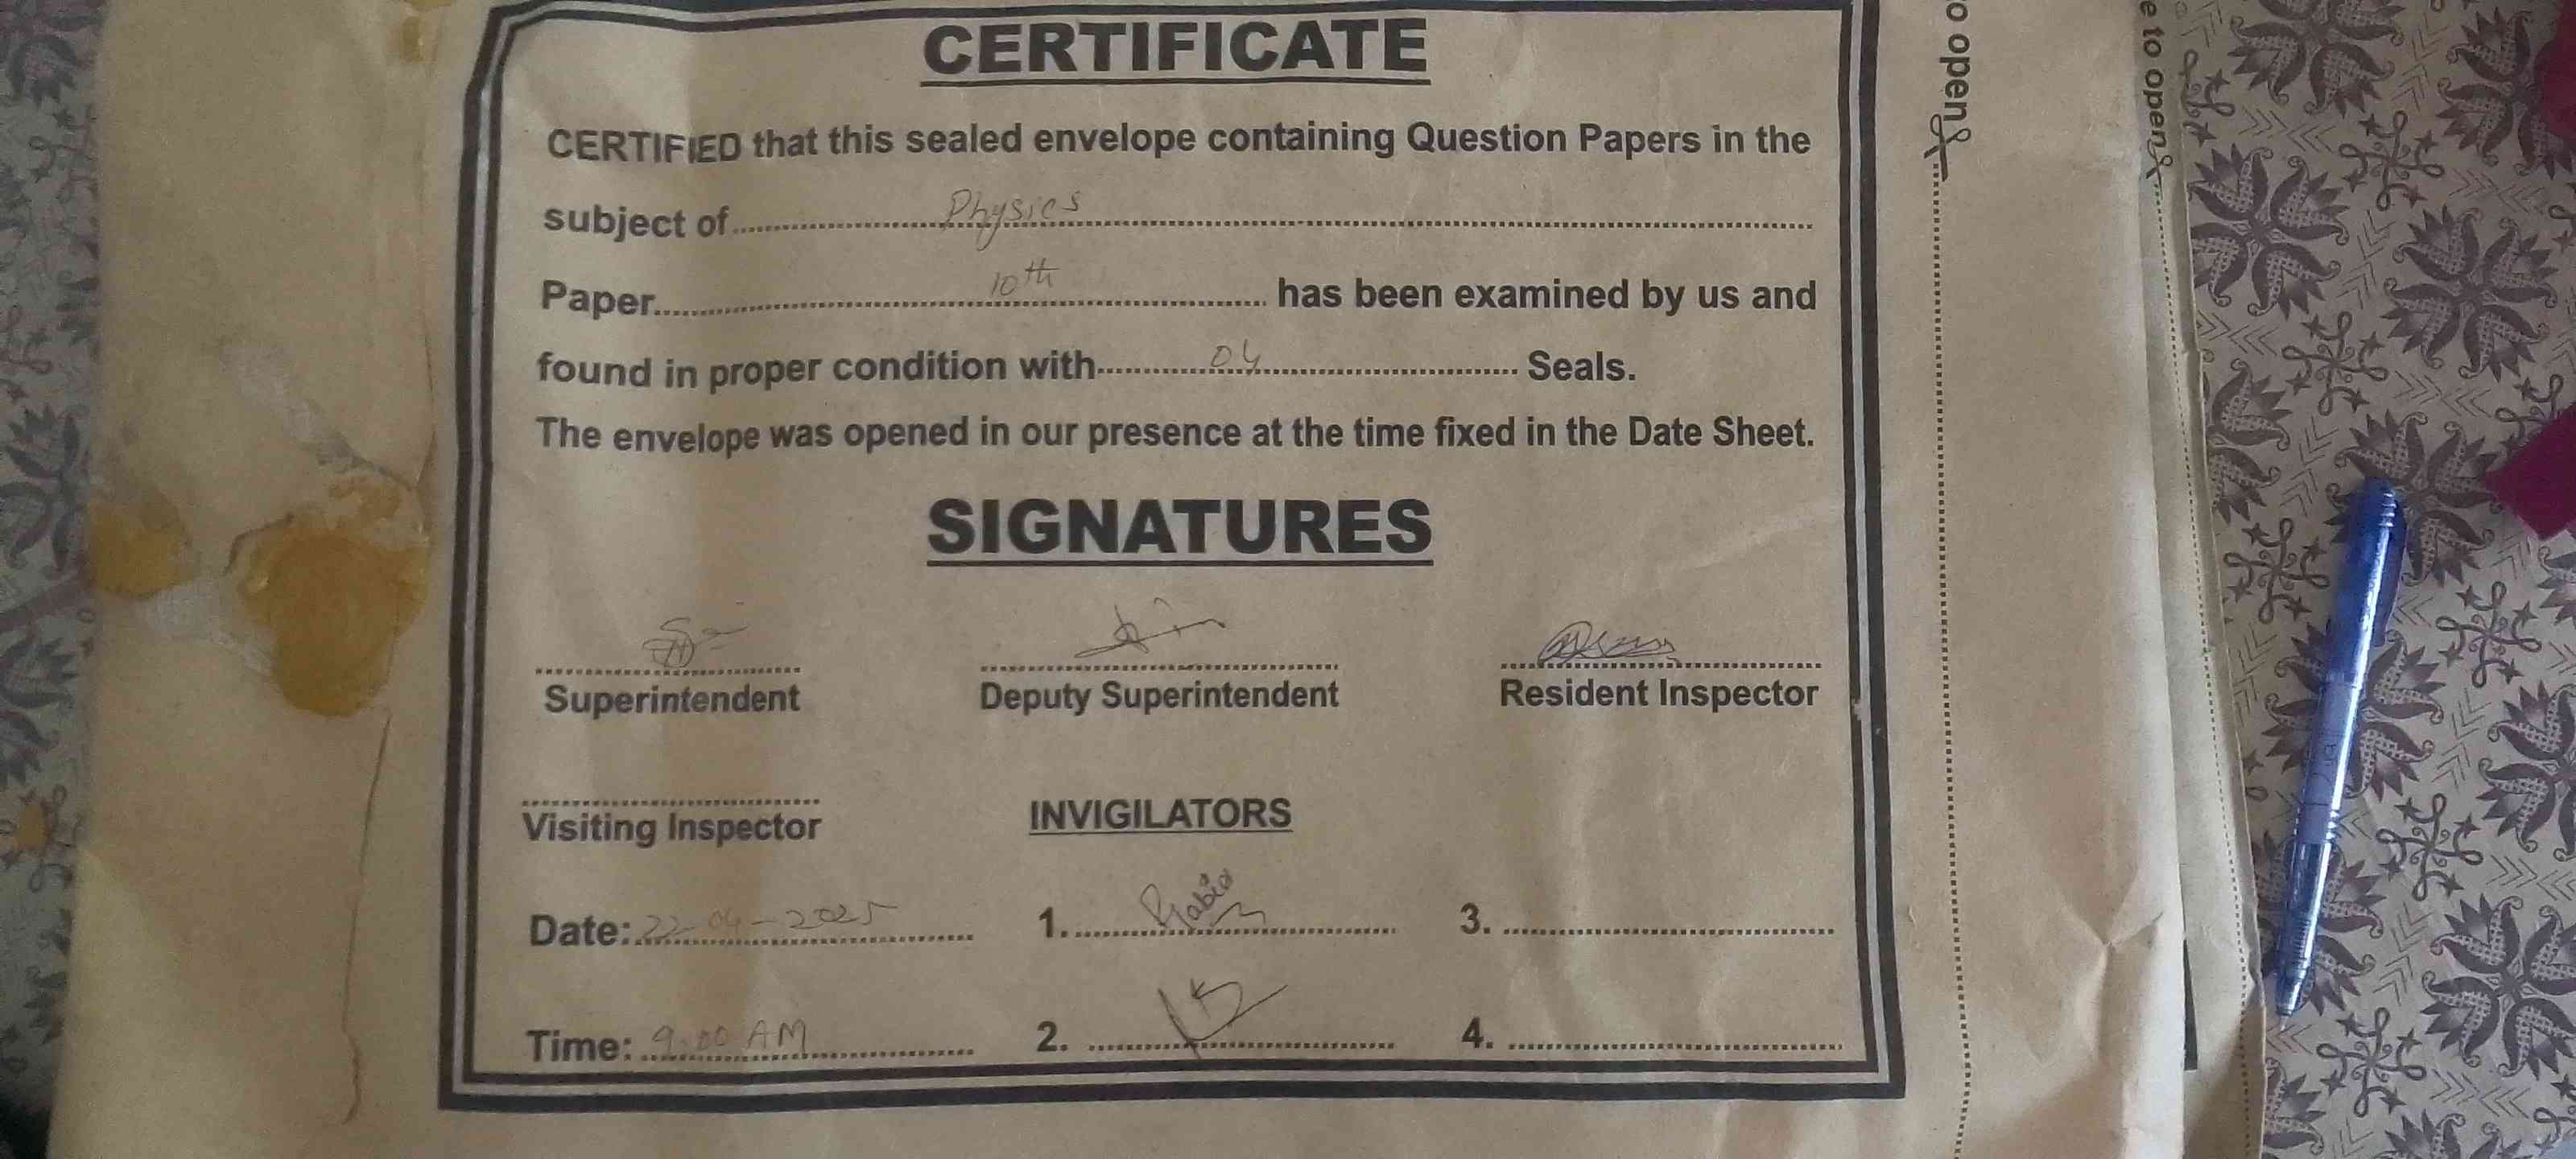 CERTIFICATE
CERTIFIED that this sealed envelope containing Question Papers in the
subject of Physics
Paper 10th has been examined by us and
found in proper condition with 04 Seals.
The envelope was opened in our presence at the time fixed in the Date Sheet.
SIGNATURES
Superintendent Deputy Superintendent Resident Inspector
Visiting Inspector INVIGILATORS
Date: 22-04-2025 1. Rabia 3.
Time: 9:00 AM 2. 4.
o open
e to open